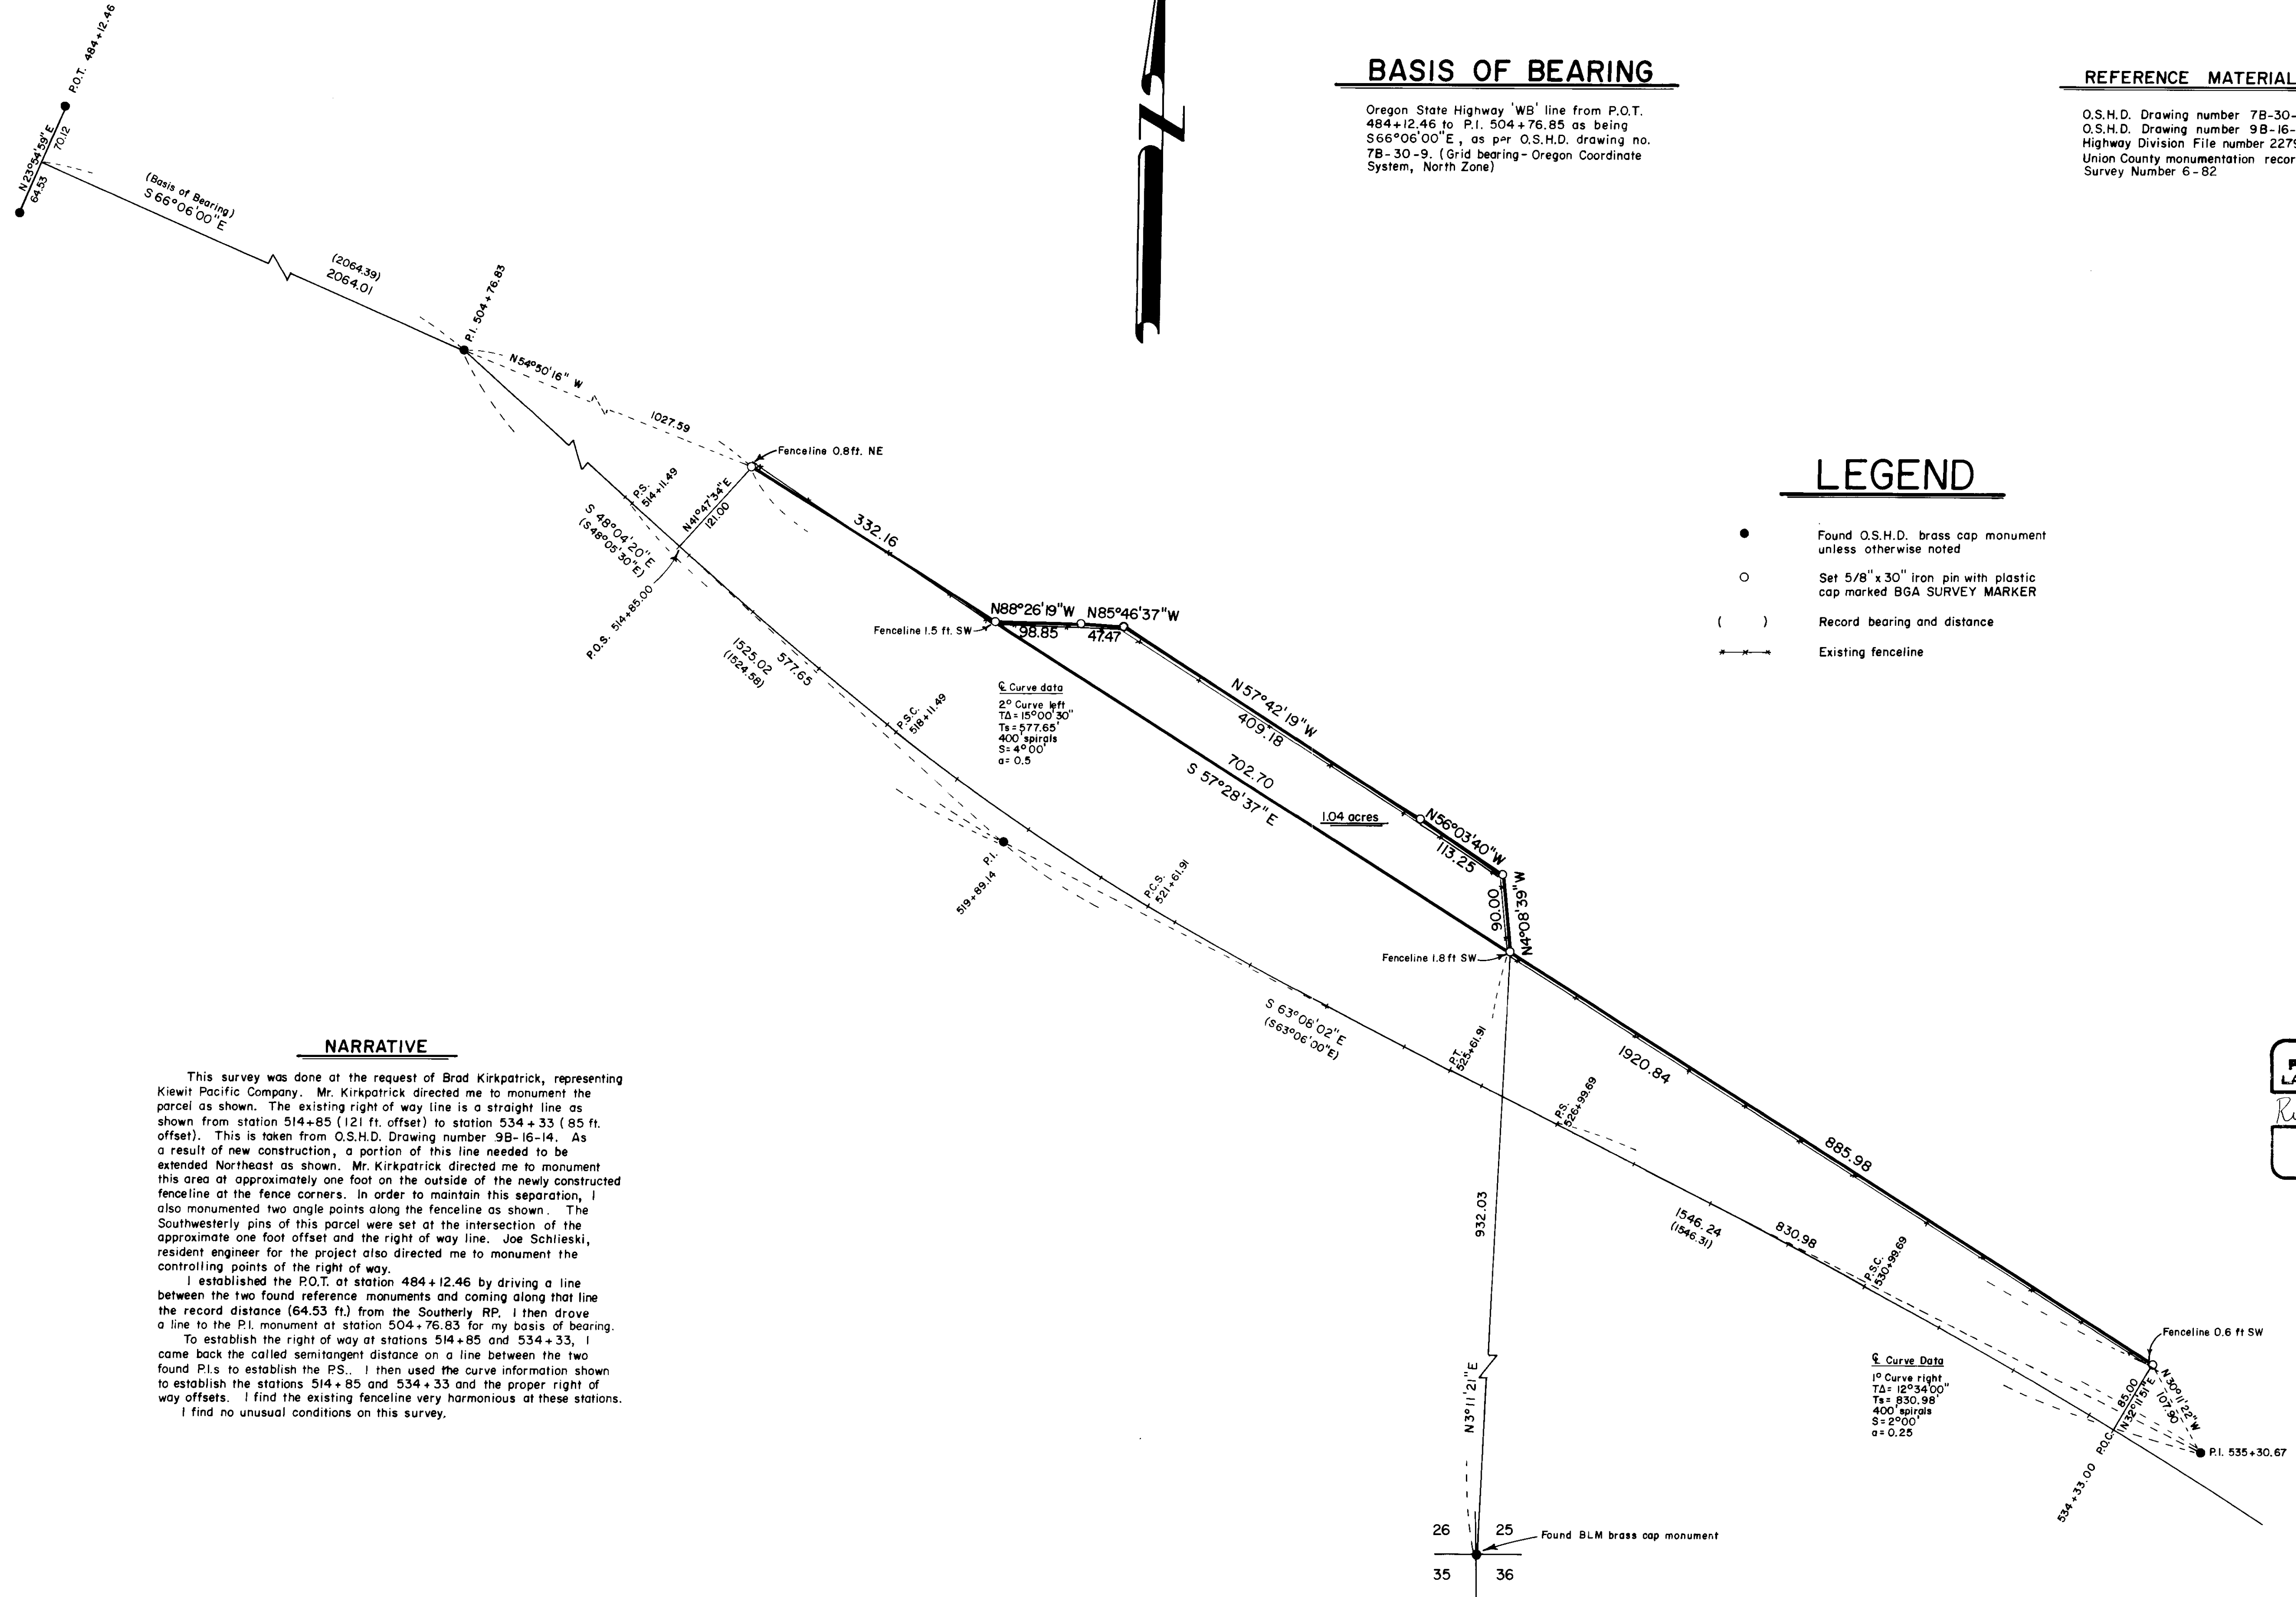 BASIS OF BEARING
Oregon State Highway 'WB' line from P.O.T.
484+12.46 to P.I. 504+76.85 as being
S66°06'00"E, as per O.S.H.D. drawing no.
7B-30-9. (Grid bearing- Oregon Coordinate
System, North Zone)
REFERENCE MATERIAL
O.S.H.D. Drawing number 7B-30-
O.S.H.D. Drawing number 9B-16-
Highway Division File number 2279
Union County monumentation recor
Survey Number 6-82
P.O.T. 484+12.46
N23°54'59"E
70.12
64.53
(Basis of Bearing)
S 66°06'00"E
(2064.39)
2064.01
P.I. 504+76.83
N54°50'16" W
1027.59
Fenceline 0.8ft. NE
P.S.
514+11.49
N41°47'34"E
121.00
S 48°04'20"E
(S48°05'30"E)
P.O.S. 514+85.00
332.16
N88°26'19"W
98.85
N85°46'37"W
47.47
Fenceline 1.5 ft. SW
1525.02
(1524.58)
577.65
P.S.C.
518+11.49
℄ Curve data
2° Curve left
TΔ=15°00'30"
Ts=577.65'
400' spirals
S=4°00'
a=0.5
N57°42'19"W
409.18
702.70
S 57°28'37"E
1.04 acres
N56°03'40"W
113.25
90.00
N4°08'39"W
Fenceline 1.8 ft SW
P.I.
519+89.14
P.C.S.
521+61.91
S 63°08'02"E
(S63°06'00"E)
P.T.
525+61.91
P.S.
526+99.69
1920.84
885.98
932.03
N3°11'21"E
1546.24
(1546.31)
830.98
P.S.C.
530+99.69
Fenceline 0.6 ft SW
℄ Curve Data
1° Curve right
TΔ=12°34'00"
Ts=830.98'
400' spirals
S=2°00'
a=0.25
85.00
N32°11'51"E
N30°11'22"W
107.90
P.O.C.
534+33.00
P.I. 535+30.67
26 25
35 36
Found BLM brass cap monument
LEGEND
Found O.S.H.D. brass cap monument
unless otherwise noted
Set 5/8" x 30" iron pin with plastic
cap marked BGA SURVEY MARKER
( ) Record bearing and distance
Existing fenceline
NARRATIVE
This survey was done at the request of Brad Kirkpatrick, representing
Kiewit Pacific Company. Mr. Kirkpatrick directed me to monument the
parcel as shown. The existing right of way line is a straight line as
shown from station 514+85 (121 ft. offset) to station 534+33 (85 ft.
offset). This is taken from O.S.H.D. Drawing number 9B-16-14. As
a result of new construction, a portion of this line needed to be
extended Northeast as shown. Mr. Kirkpatrick directed me to monument
this area at approximately one foot on the outside of the newly constructed
fenceline at the fence corners. In order to maintain this separation, I
also monumented two angle points along the fenceline as shown. The
Southwesterly pins of this parcel were set at the intersection of the
approximate one foot offset and the right of way line. Joe Schlieski,
resident engineer for the project also directed me to monument the
controlling points of the right of way.
I established the P.O.T. at station 484+12.46 by driving a line
between the two found reference monuments and coming along that line
the record distance (64.53 ft.) from the Southerly RP. I then drove
a line to the P.I. monument at station 504+76.83 for my basis of bearing.
To establish the right of way at stations 514+85 and 534+33, I
came back the called semitangent distance on a line between the two
found P.I.s to establish the P.S.. I then used the curve information shown
to establish the stations 514+85 and 534+33 and the proper right of
way offsets. I find the existing fenceline very harmonious at these stations.
I find no unusual conditions on this survey.